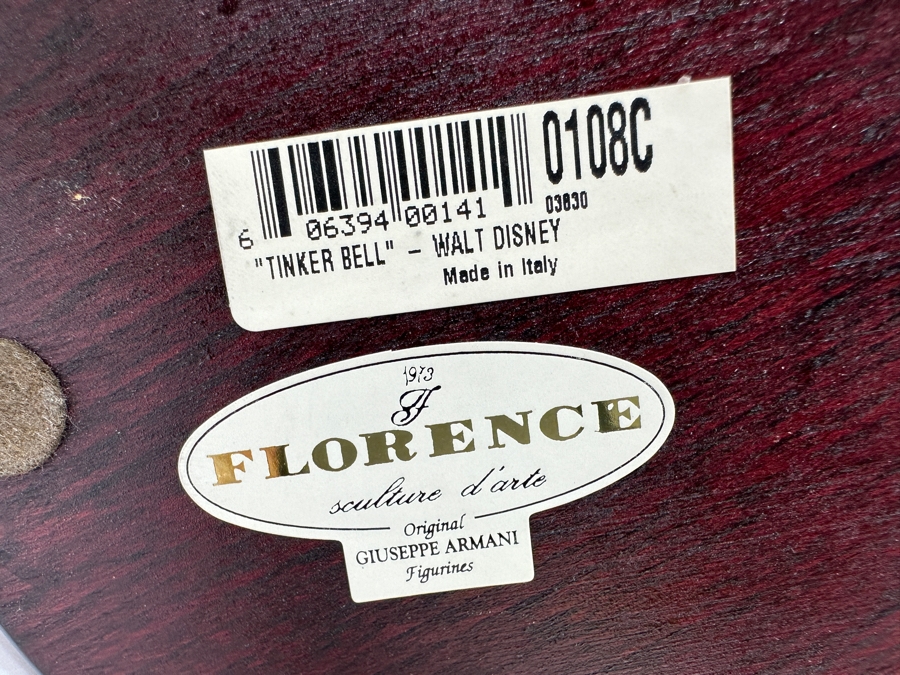 0108C
6 06394 00141
03830
"TINKER BELL" – WALT DISNEY
Made in Italy
1973
FLORENCE
sculture d'arte
Original
GIUSEPPE ARMANI
Figurines